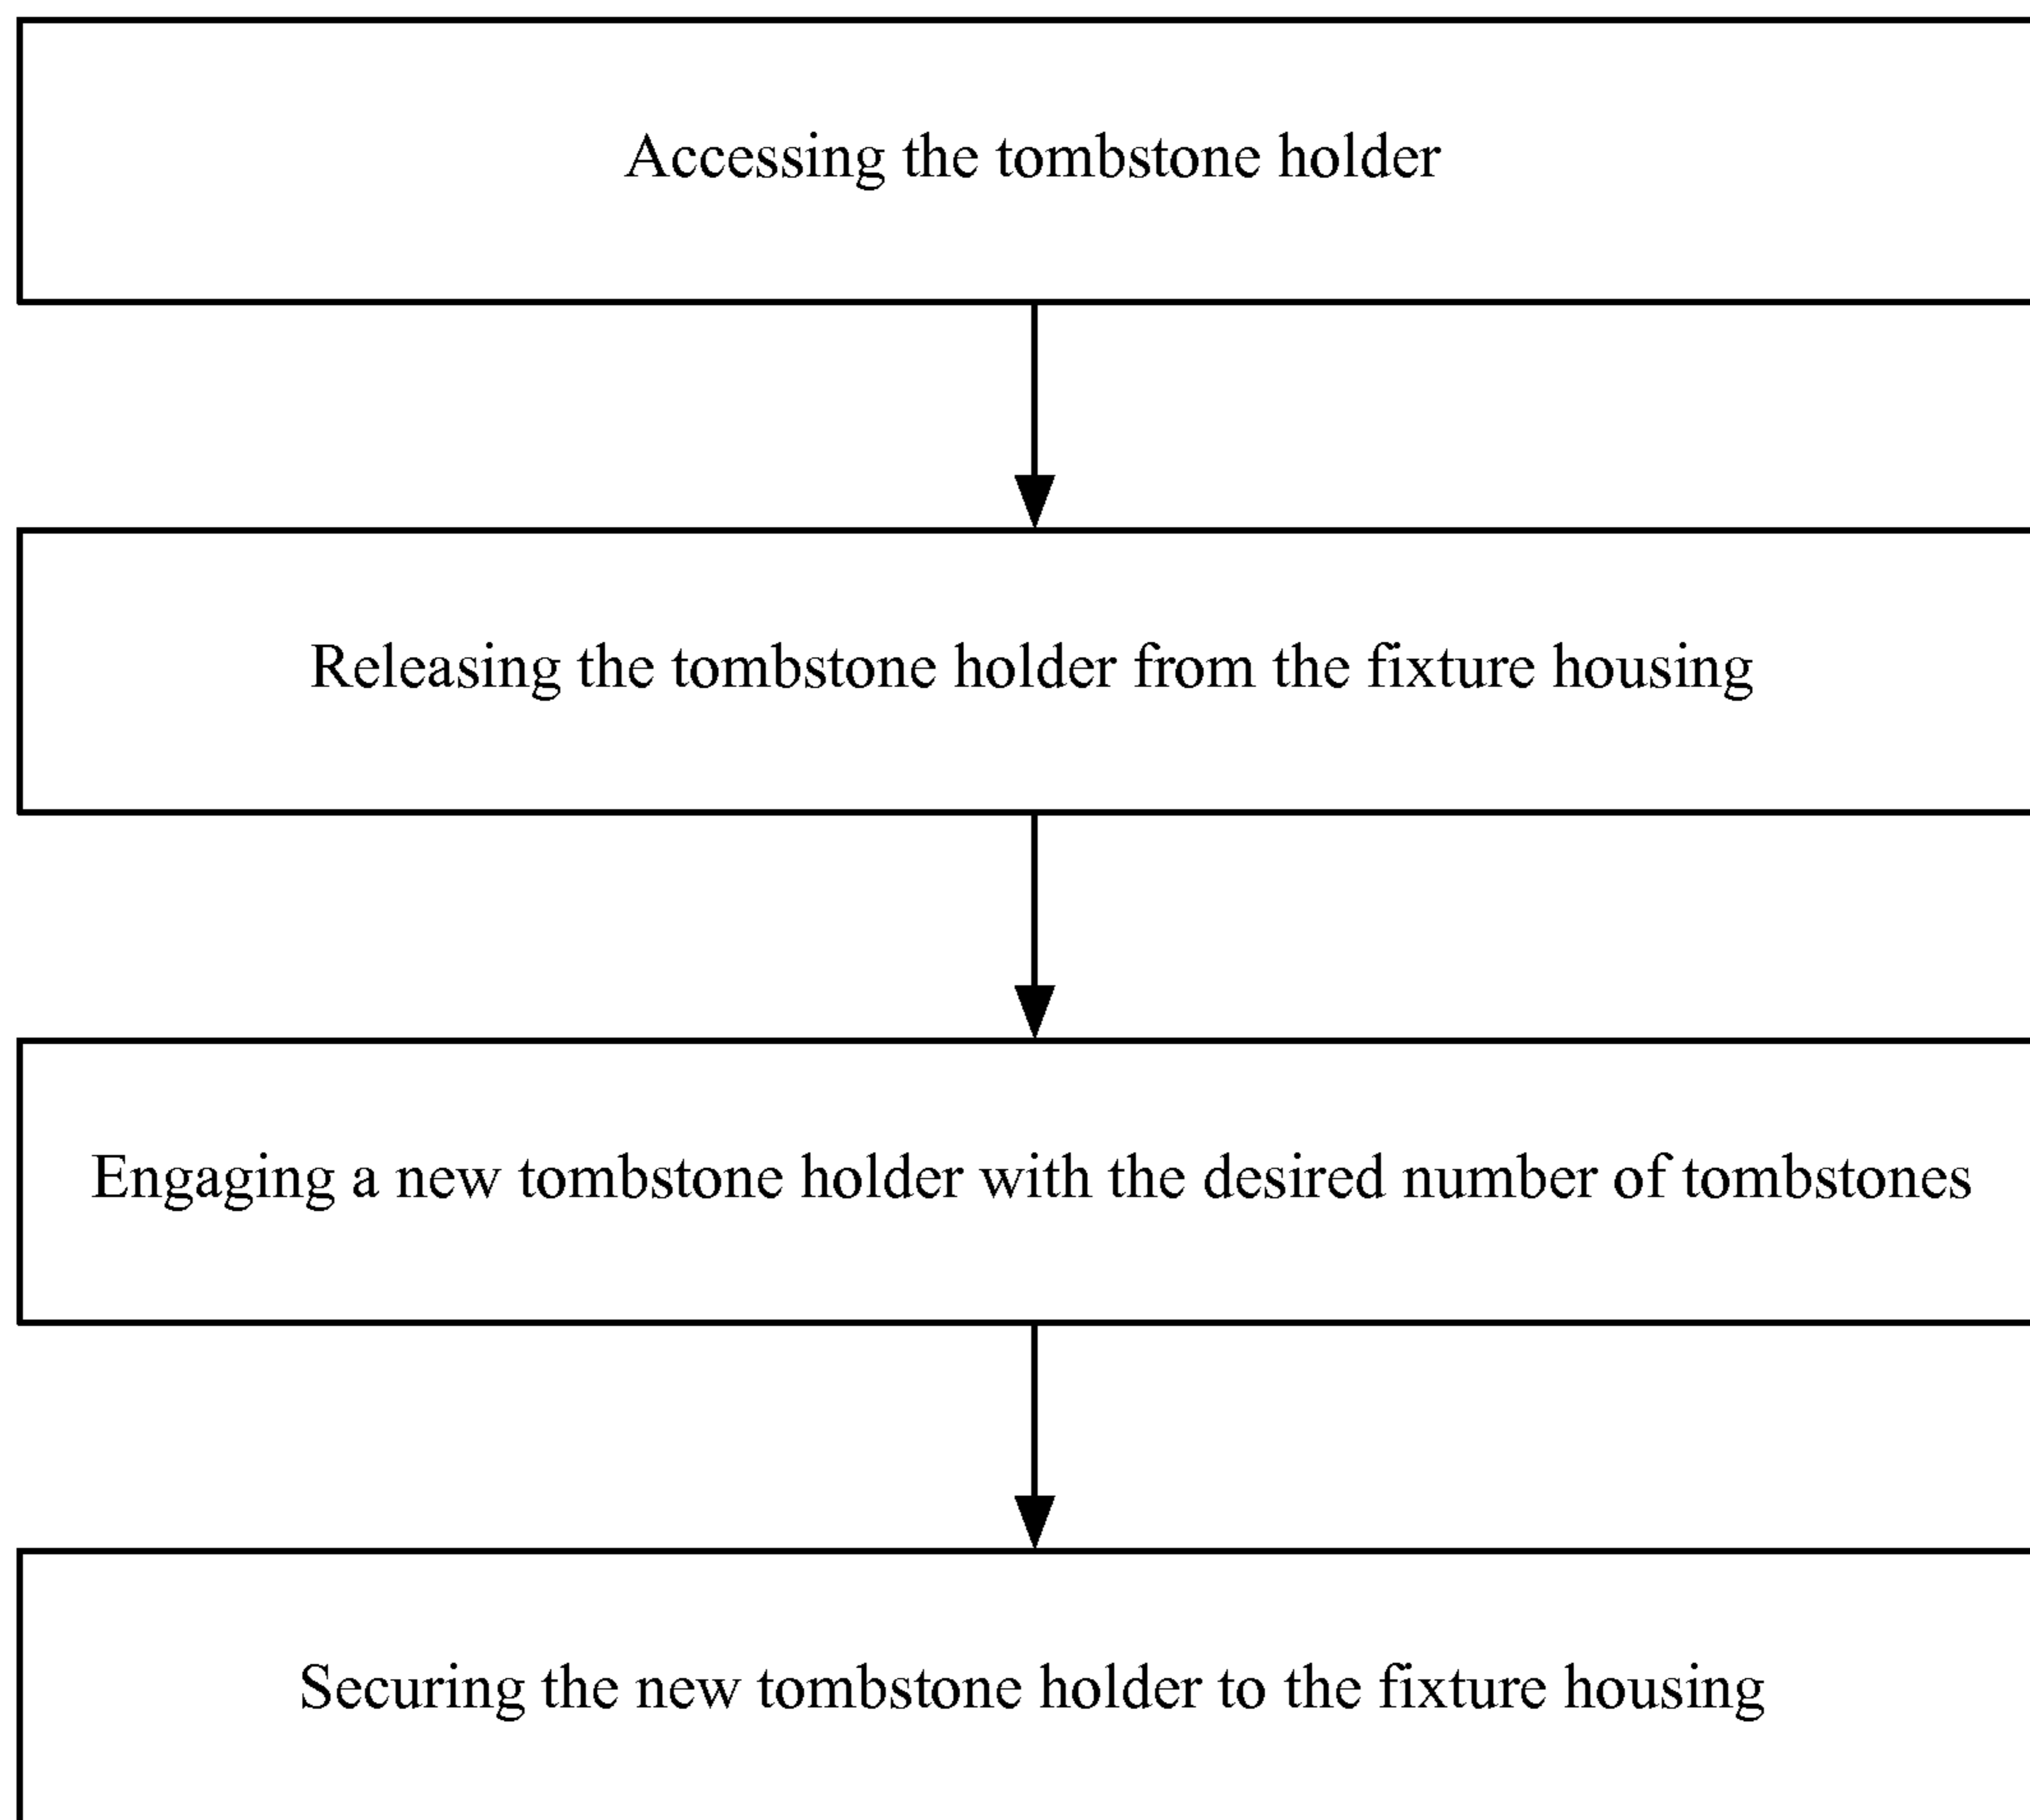 Accessing the tombstone holder
Releasing the tombstone holder from the fixture housing
Engaging a new tombstone holder with the desired number of tombstones
Securing the new tombstone holder to the fixture housing